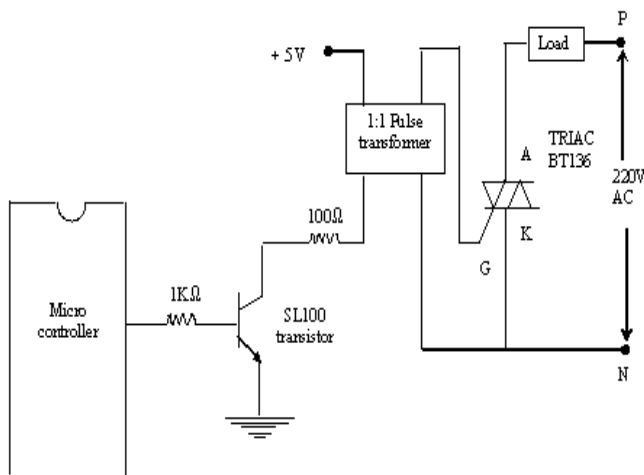 P
+ 5V
Load
1:1 Pulse
transformer
TRIAC
BT136
A
220V
AC
K
100Ω
G
1KΩ
Micro
controller
SL100
transistor
N